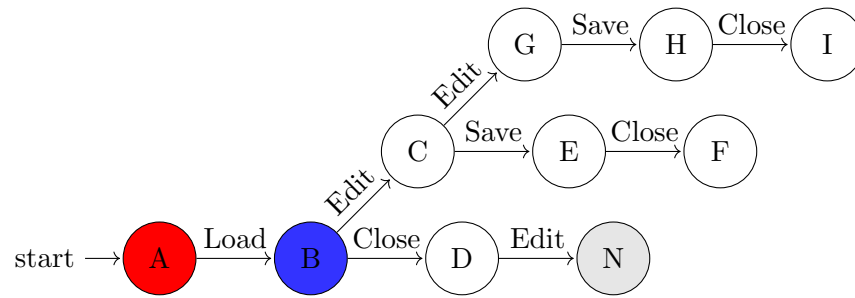 G Save H Close I
Edit
C Save E Close F
Edit
start A Load B Close D Edit N